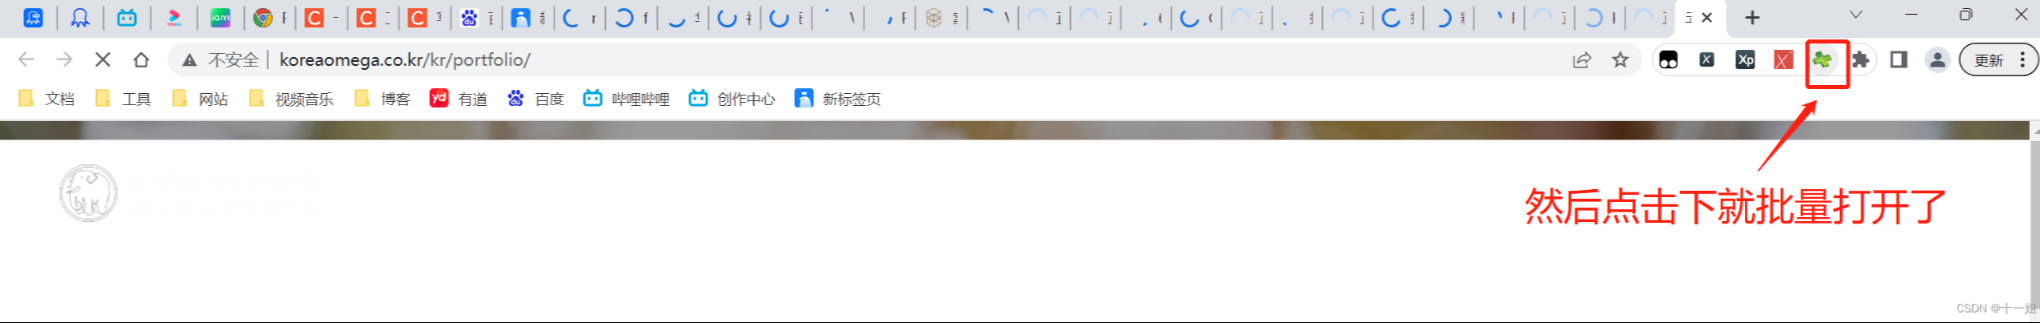 不安全 koreaomega.co.kr/kr/portfolio/
更新
文档 工具 网站 视频音乐 博客 有道 百度 哔哩哔哩 创作中心 新标签页
然后点击下就批量打开了
CSDN @十一姐